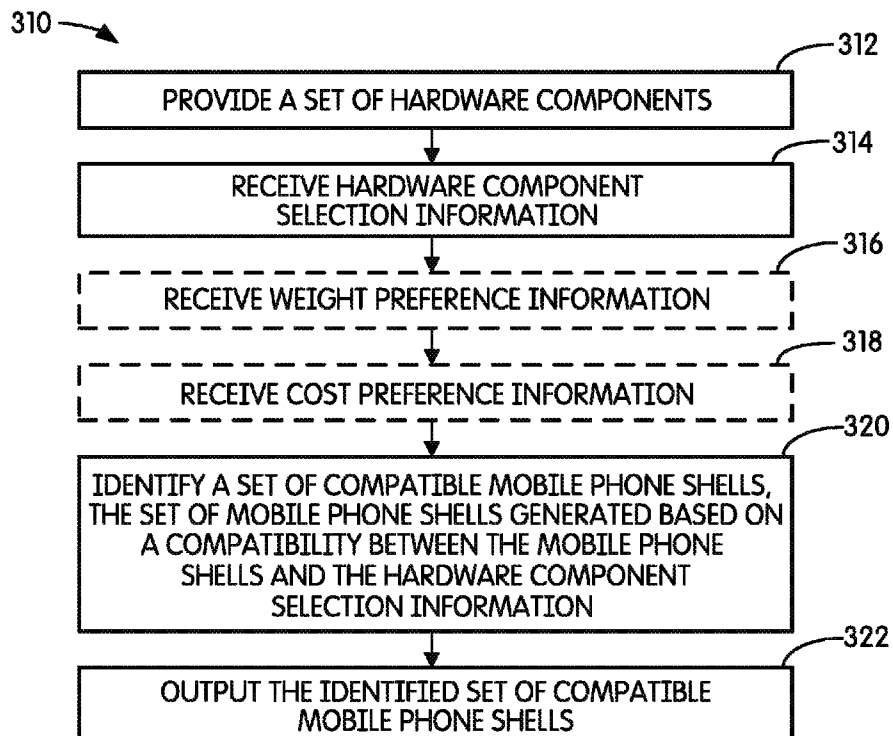 310
312
PROVIDE A SET OF HARDWARE COMPONENTS
314
RECEIVE HARDWARE COMPONENT
SELECTION INFORMATION
316
RECEIVE WEIGHT PREFERENCE INFORMATION
318
RECEIVE COST PREFERENCE INFORMATION
320
IDENTIFY A SET OF COMPATIBLE MOBILE PHONE SHELLS,
THE SET OF MOBILE PHONE SHELLS GENERATED BASED ON
A COMPATIBILITY BETWEEN THE MOBILE PHONE
SHELLS AND THE HARDWARE COMPONENT
SELECTION INFORMATION
322
OUTPUT THE IDENTIFIED SET OF COMPATIBLE
MOBILE PHONE SHELLS